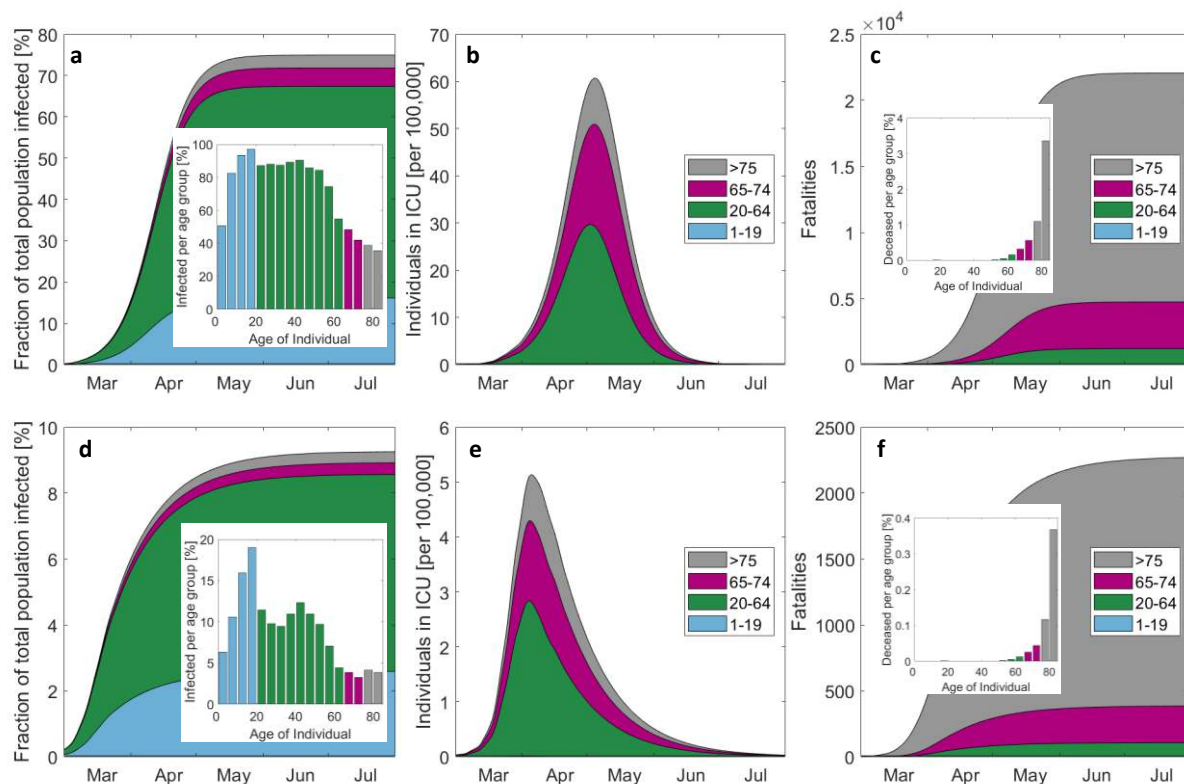 a
Fraction of total population infected [%]
80
70
60
50
40
30
20
10
0
Mar Apr May Jun Jul
Infected per age group [%]
100
80
60
40
20
0
0 20 40 60 80
Age of Individual
b
Individuals in ICU [per 100,000]
70
60
50
40
30
20
10
0
Mar Apr May Jun Jul
>75
65-74
20-64
1-19
c
×10⁴
Fatalities
2.5
2
1.5
1
0.5
0
Mar Apr May Jun Jul
Deceased per age group [%]
4
3
2
1
0
0 20 40 60 80
Age of Individual
>75
65-74
20-64
1-19
d
Fraction of total population infected [%]
10
8
6
4
2
0
Mar Apr May Jun Jul
Infected per age group [%]
20
15
10
5
0
0 20 40 60 80
Age of Individual
e
Individuals in ICU [per 100,000]
6
5
4
3
2
1
0
Mar Apr May Jun Jul
>75
65-74
20-64
1-19
f
Fatalities
2500
2000
1500
1000
500
0
Mar Apr May Jun Jul
Deceased per age group [%]
0.4
0.3
0.2
0.1
0
0 20 40 60 80
Age of Individual
>75
65-74
20-64
1-19